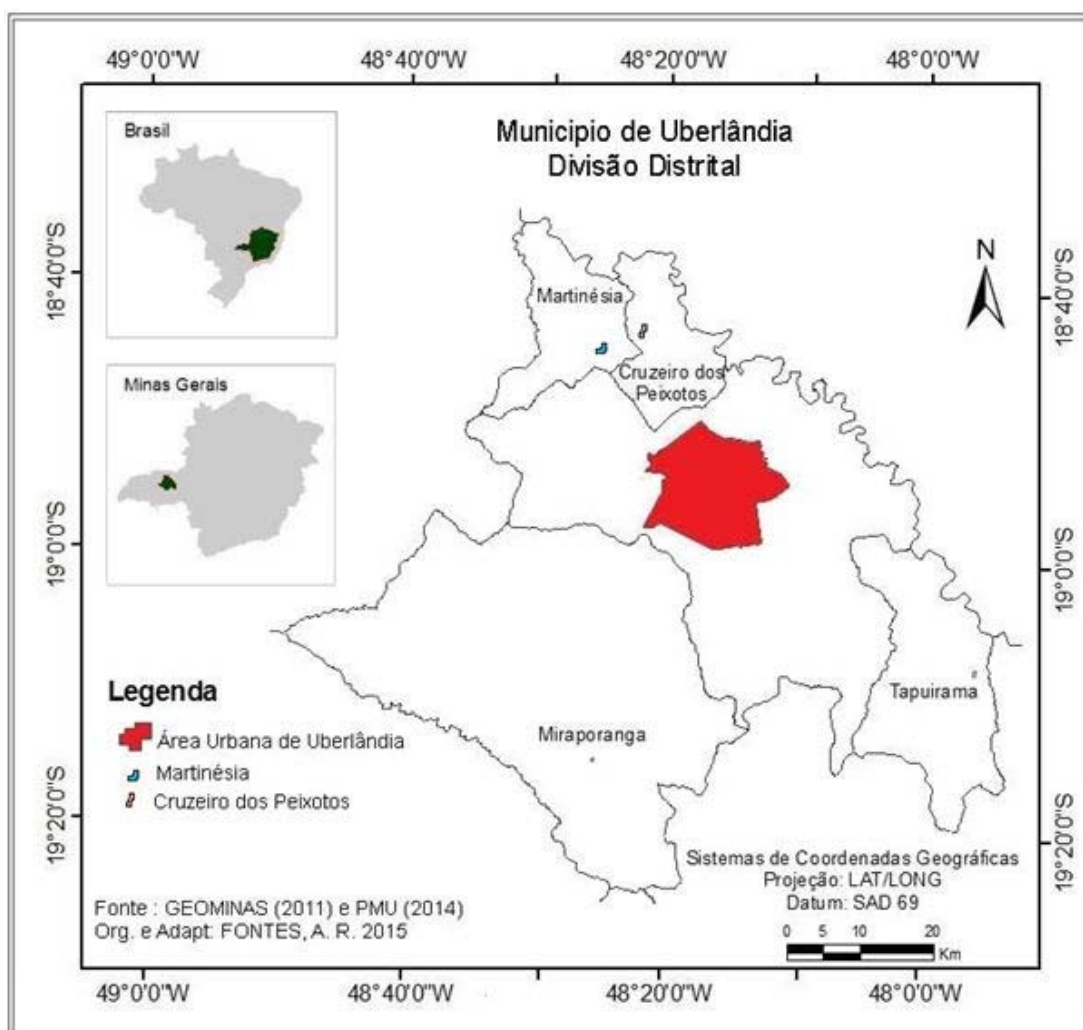 49°0'0"W 48°40'0"W 48°20'0"W 48°0'0"W
Brasil
Municipio de Uberlândia
Divisão Distrital
N
18°40'0"S
18°40'0"S
Martinésia
Cruzeiro dos
Peixotos
Minas Gerais
19°0'0"S
19°0'0"S
Legenda
Área Urbana de Uberlândia
Martinésia
Cruzeiro dos Peixotos
Miraporanga
Tapuirama
19°20'0"S
19°20'0"S
Sistemas de Coordenadas Geográficas
Projeção: LAT/LONG
Datum: SAD 69
0 5 10 20
Km
Fonte : GEOMINAS (2011) e PMU (2014)
Org. e Adapt: FONTES, A. R. 2015
49°0'0"W 48°40'0"W 48°20'0"W 48°0'0"W